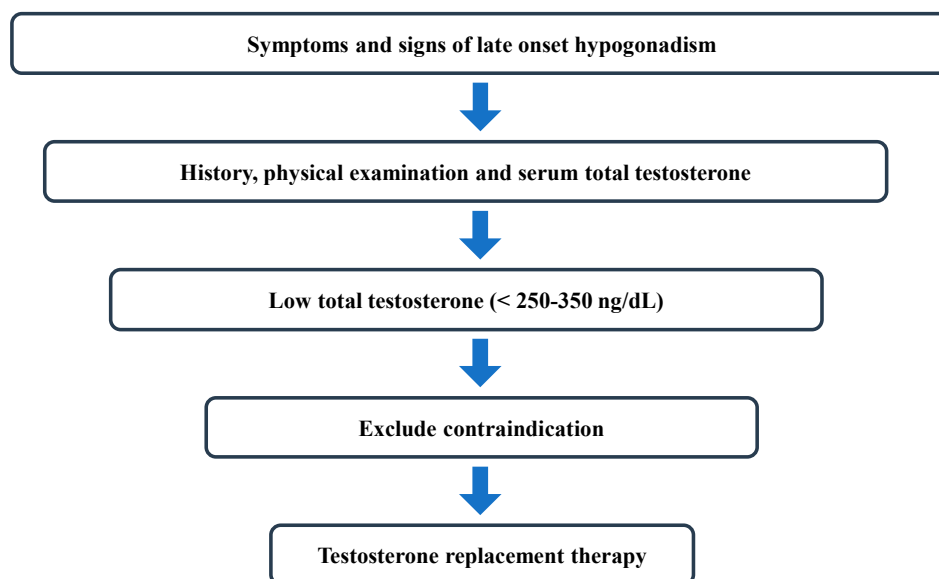 Symptoms and signs of late onset hypogonadism
History, physical examination and serum total testosterone
Low total testosterone (< 250-350 ng/dL)
Exclude contraindication
Testosterone replacement therapy